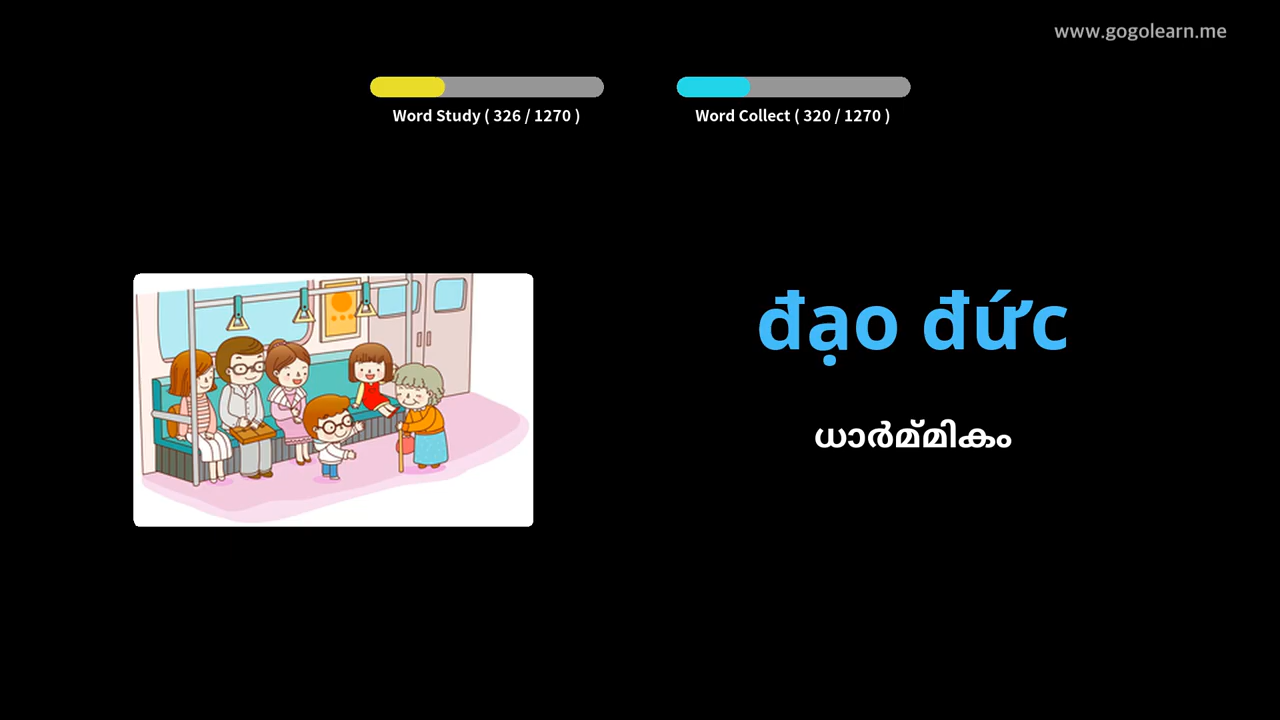 www.gogolearn.me
Word Study ( 326 / 1270 )
Word Collect ( 320 / 1270 )
đạo đức
ധാർമ്മികം